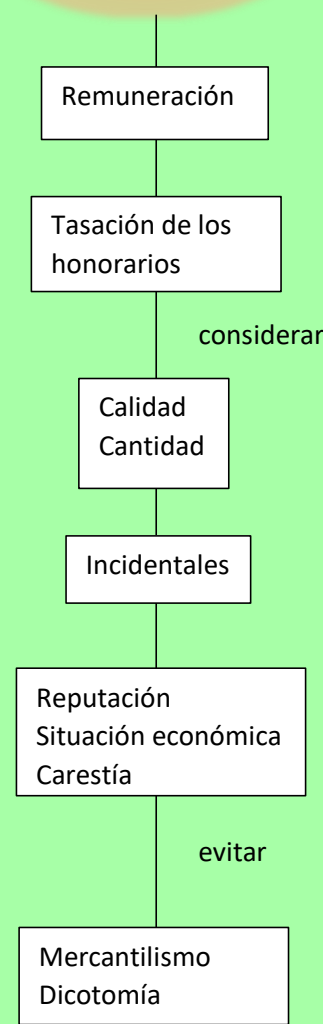 Remuneración
Tasación de los
honorarios
considerar
Calidad
Cantidad
Incidentales
Reputación
Situación económica
Carestía
evitar
Mercantilismo
Dicotomía